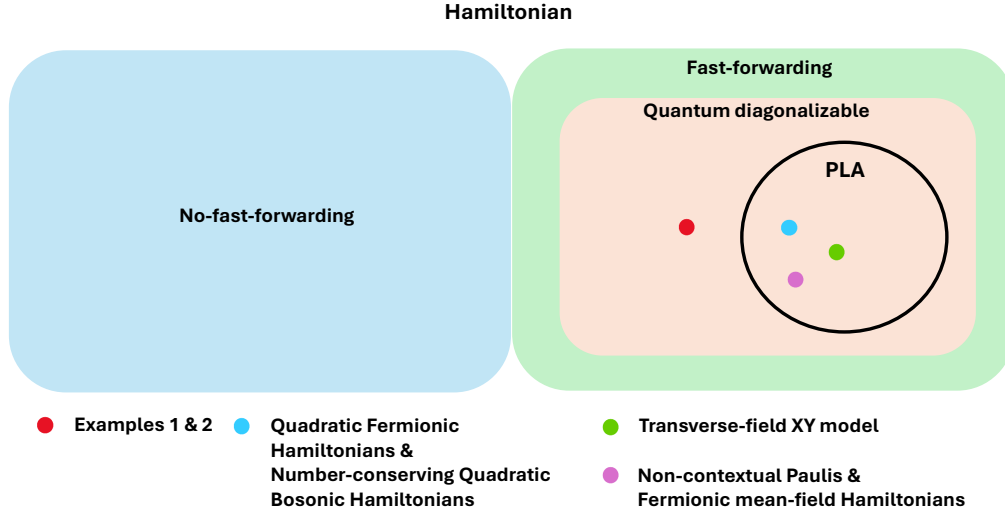 Hamiltonian
Fast-forwarding
Quantum diagonalizable
PLA
No-fast-forwarding
Examples 1 & 2
Quadratic Fermionic
Hamiltonians &
Number-conserving Quadratic
Bosonic Hamiltonians
Transverse-field XY model
Non-contextual Paulis &
Fermionic mean-field Hamiltonians